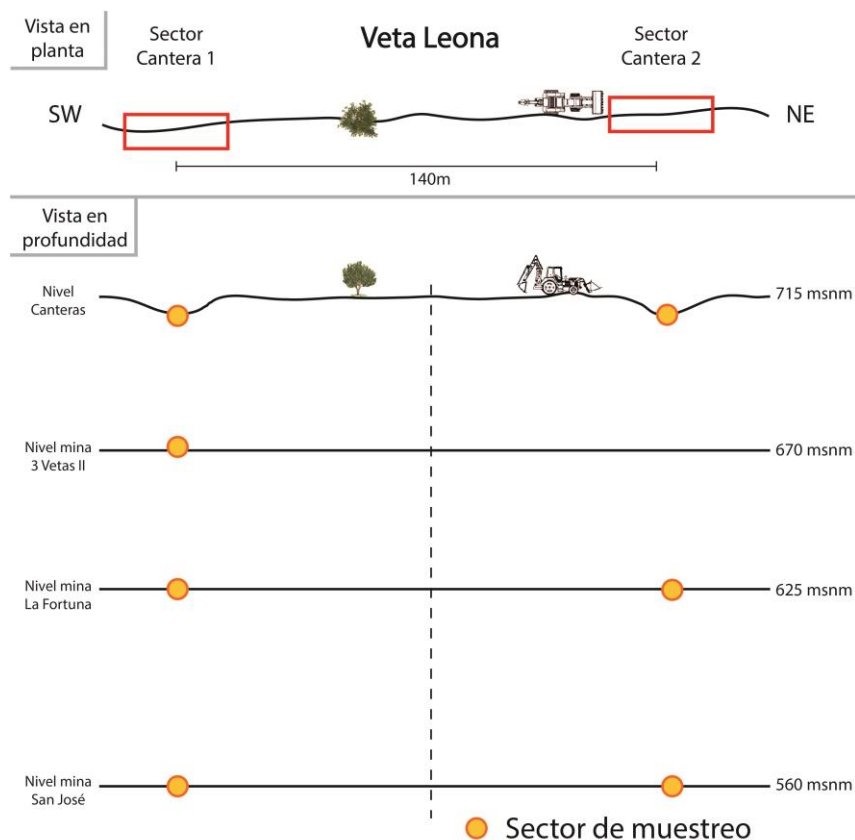 Vista en
planta
Sector
Cantera 1
Veta Leona
Sector
Cantera 2
SW
NE
140m
Vista en
profundidad
Nivel
Canteras
715 msnm
Nivel mina
3 Vetas II
670 msnm
Nivel mina
La Fortuna
625 msnm
Nivel mina
San José
560 msnm
Sector de muestreo